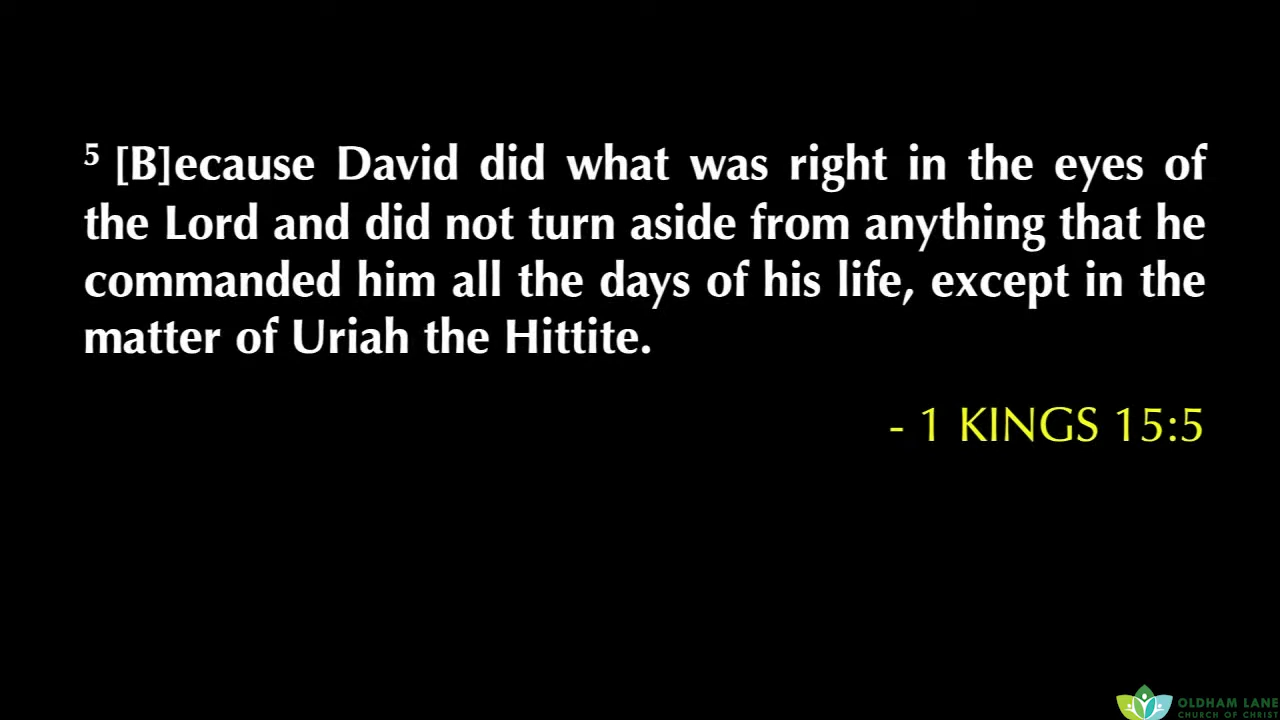 5 [B]ecause David did what was right in the eyes of
the Lord and did not turn aside from anything that he
commanded him all the days of his life, except in the
matter of Uriah the Hittite.
- 1 KINGS 15:5
OLDHAM LANE
CHURCH OF CHRIST